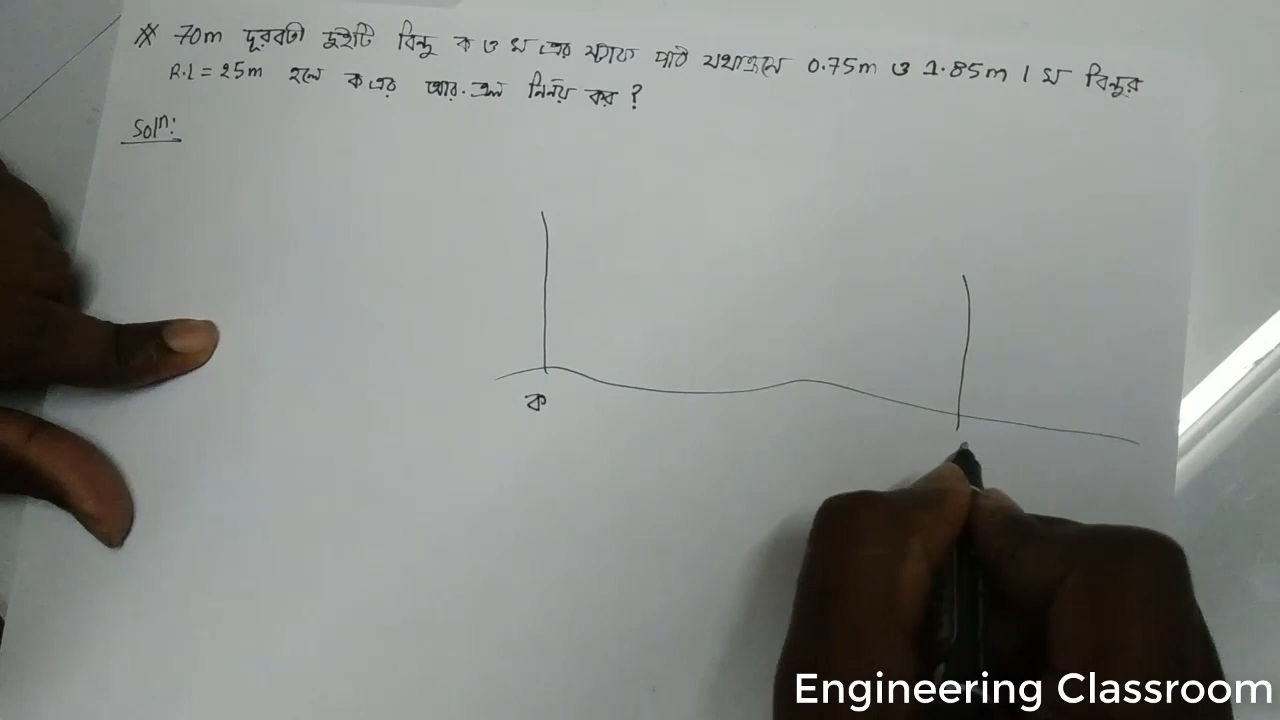 ※ 70m দূরবর্তী দুইটি বিন্দু ক ও খ এর স্টাফ পাঠ যথাক্রমে 0.75m ও 1.85m । খ বিন্দুর
R.L = 25m হলে ক এর আর.এল নির্নয় কর ?
Solⁿ:
ক
Engineering Classroom